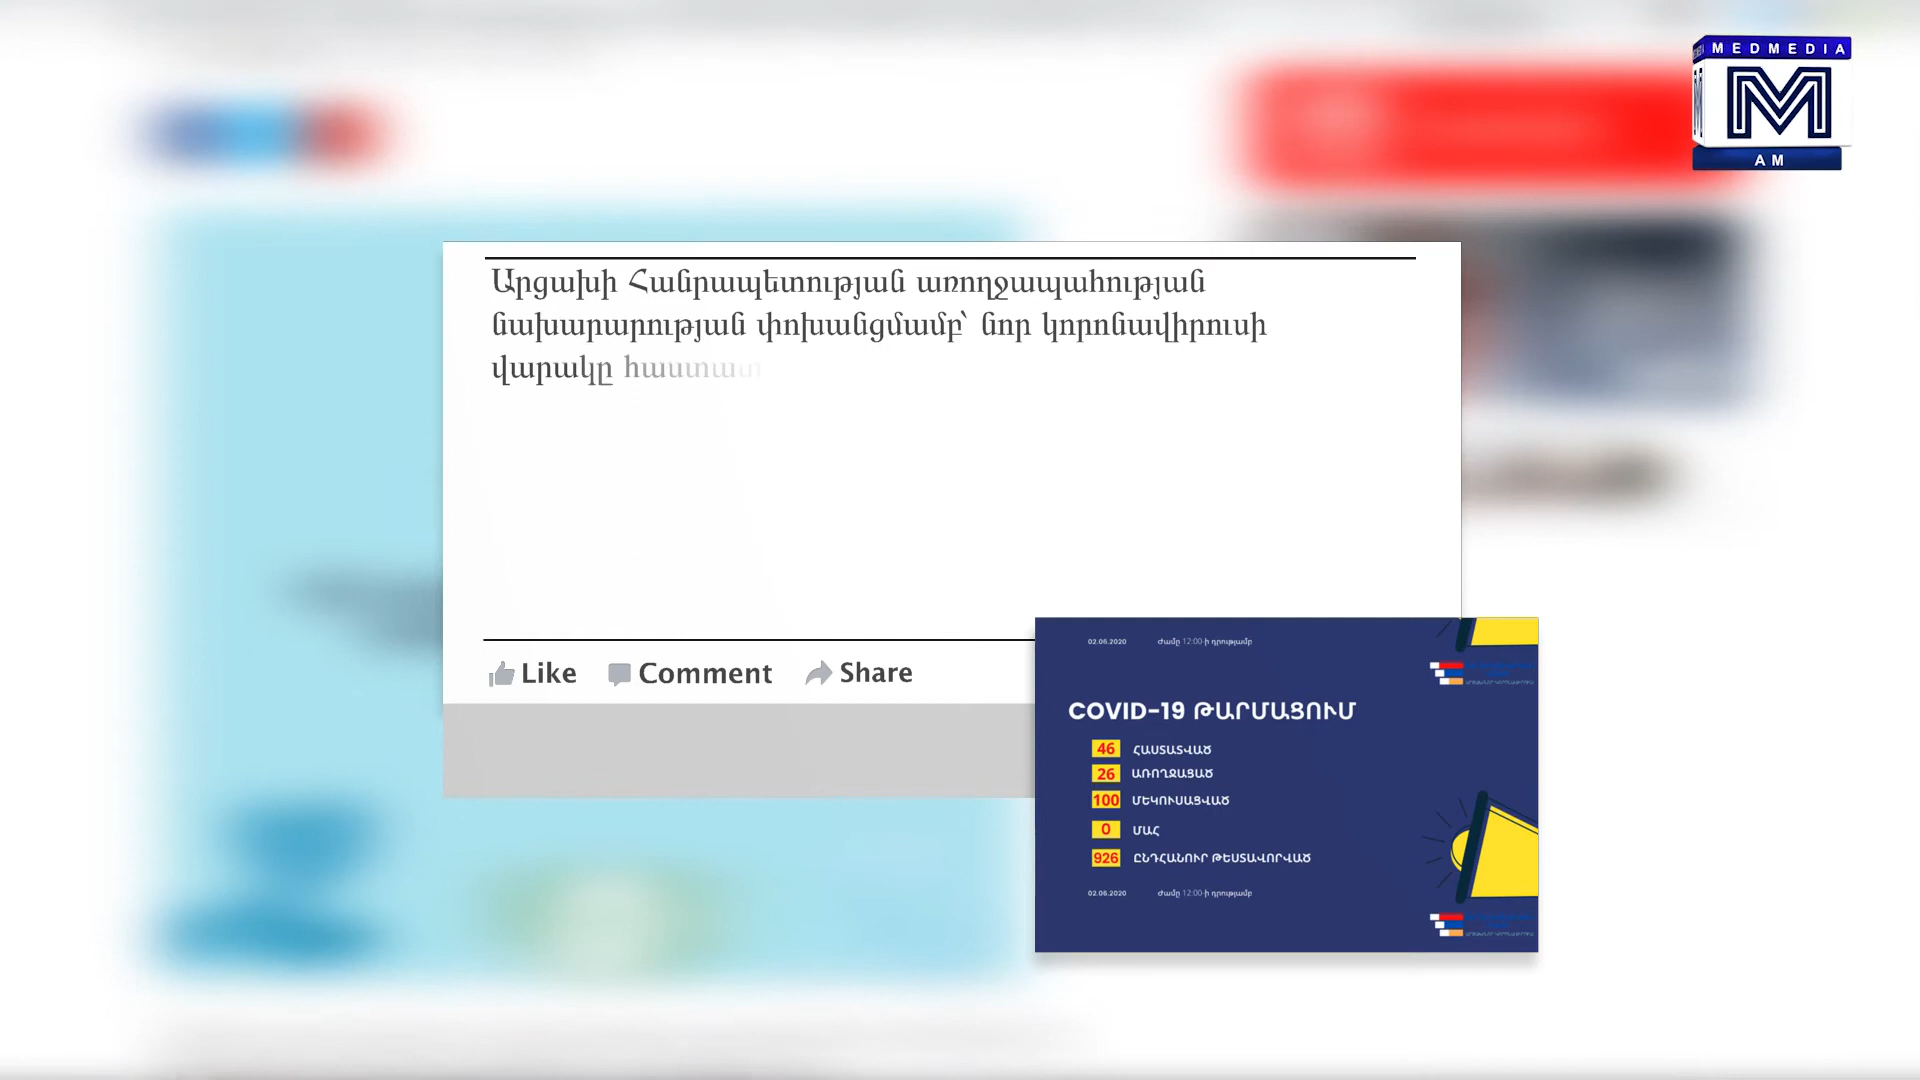 MEDMEDIA
M
AM
Արցախի Հանրապետության առողջապահության
նախարարության փոխանցմամբ՝ նոր կորոնավիրուսի
վարակը հաստատ
Like Comment Share
02.06.2020 Ժամը 12:00-ի դրությամբ
COVID-19 ԹԱՐՄԱՑՈՒՄ
46 ՀԱՍՏԱՏՎԱԾ
26 ԱՌՈՂՋԱՑԱԾ
100 ՄԵԿՈՒՍԱՑՎԱԾ
0 ՄԱՀ
926 ԸՆԴՀԱՆՈՒՐ ԹԵՍՏԱՎՈՐՎԱԾ
02.06.2020 Ժամը 12:00-ի դրությամբ